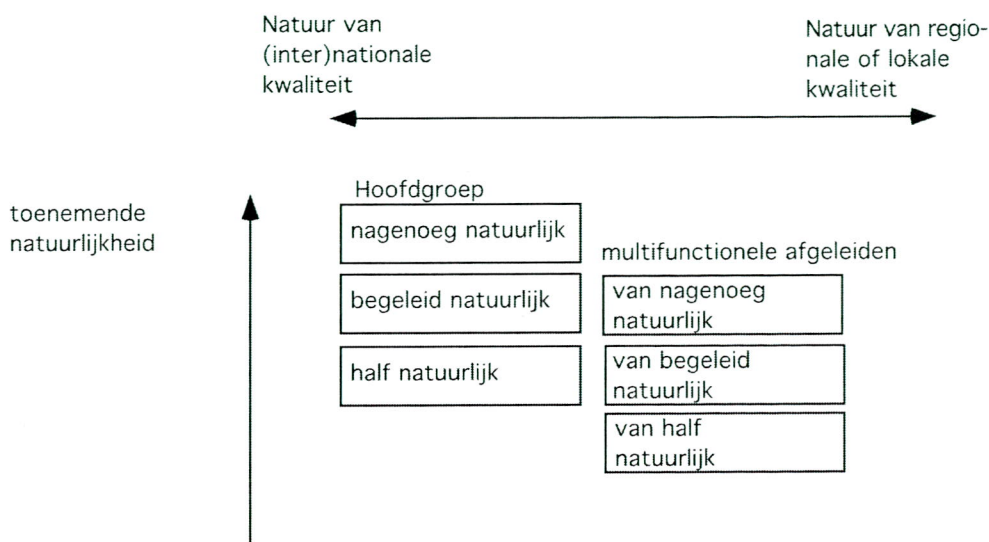 Natuur van
(inter)nationale
kwaliteit
Natuur van regio-
nale of lokale
kwaliteit
toenemende
natuurlijkheid
Hoofdgroep
nagenoeg natuurlijk
begeleid natuurlijk
half natuurlijk
multifunctionele afgeleiden
van nagenoeg
natuurlijk
van begeleid
natuurlijk
van half
natuurlijk